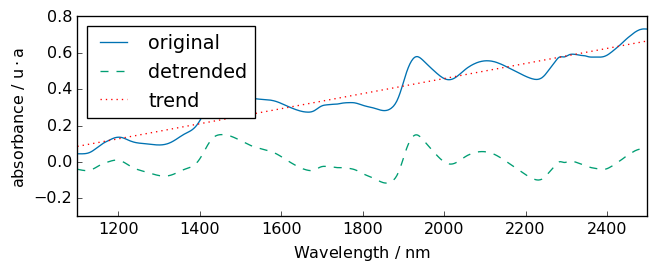 0.8
0.6
0.4
0.2
0.0
−0.2
absorbance / u · a
original
detrended
trend
1200 1400 1600 1800 2000 2200 2400
Wavelength / nm